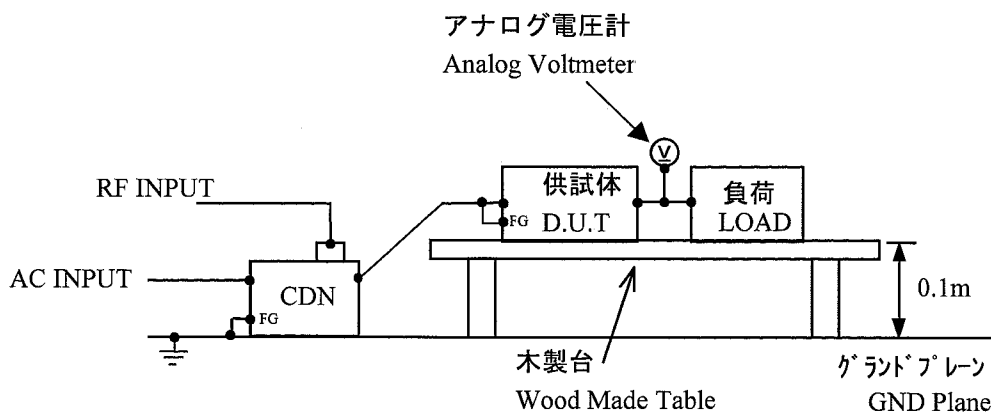 アナログ電圧計
Analog Voltmeter
V
RF INPUT
供試体
D.U.T
FG
負荷
LOAD
AC INPUT
CDN
FG
0.1m
木製台
Wood Made Table
グランドプレーン
GND Plane